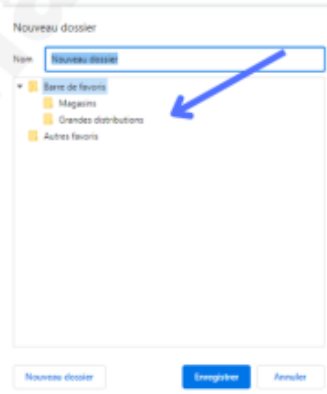 Nouveau dossier
Nom Nouveau dossier
Barre de favoris
Magasins
Grandes distributions
Autres favoris
Nouveau dossier Enregistrer Annuler